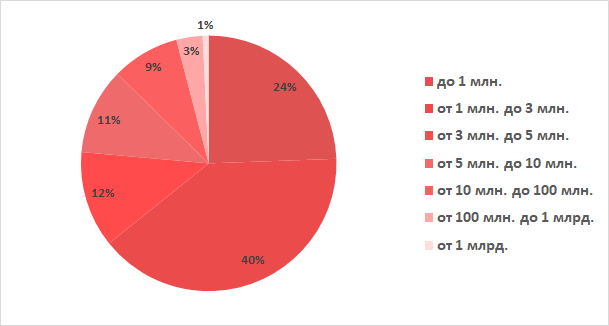 1%
3%
9%
24%
11%
12%
40%
до 1 млн.
от 1 млн. до 3 млн.
от 3 млн. до 5 млн.
от 5 млн. до 10 млн.
от 10 млн. до 100 млн.
от 100 млн. до 1 млрд.
от 1 млрд.